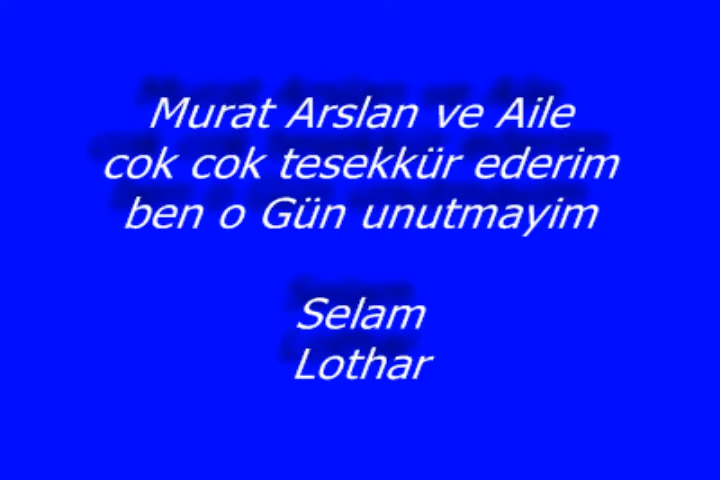 Murat Arslan ve Aile
cok cok tesekkür ederim
ben o Gün unutmayim
Selam
Lothar